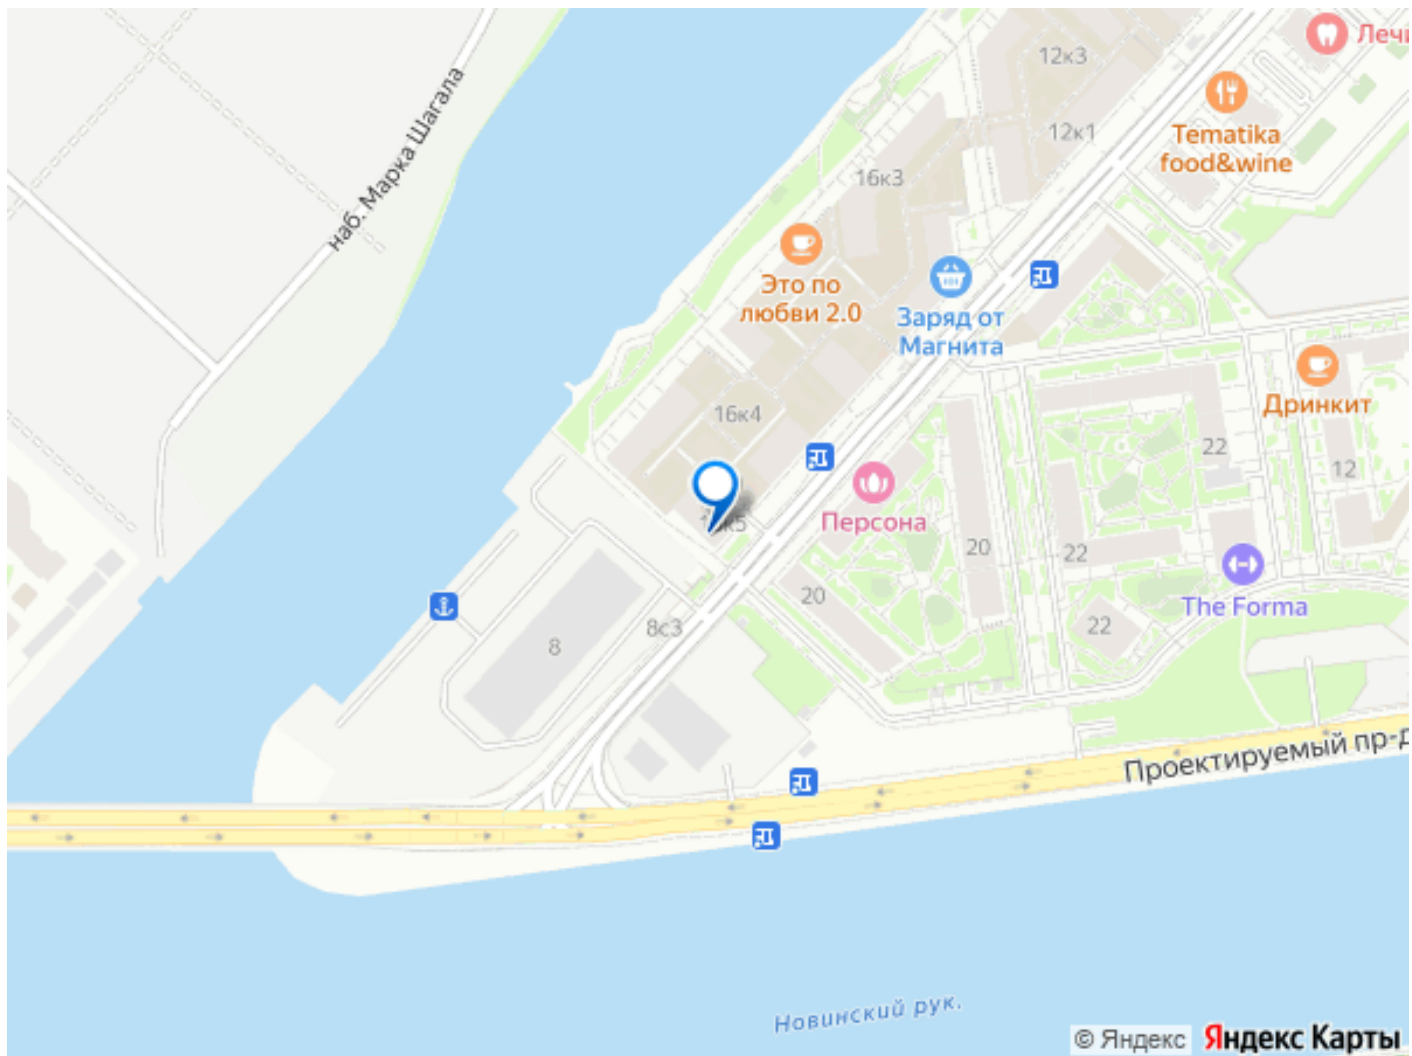 12к3
Лечи
12к1
Tematika
food&wine
наб. Марка Шагала
16к3
Это по
любви 2.0
Заряд от
Магнита
Дринкит
16к4
22
12
Персона
20
22
The Forma
20
22
8с3
8
Проектируемый пр-д
Новинский рук.
© Яндекс Яндекс Карты